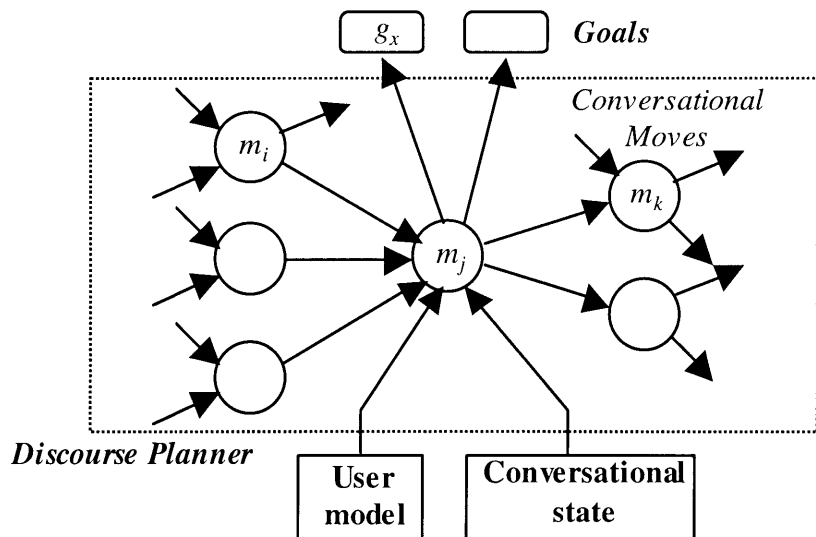 g_x
Goals
Conversational
Moves
m_i
m_k
m_j
Discourse Planner
User
model
Conversational
state